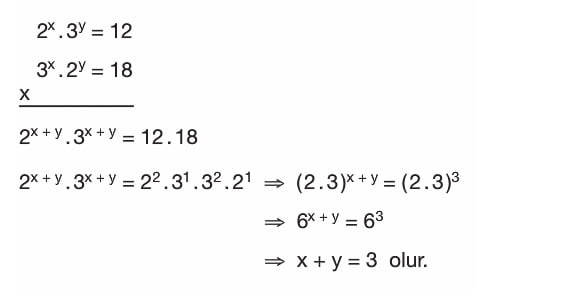 2ˣ . 3ʸ = 12
3ˣ . 2ʸ = 18
x
2ˣ ⁺ ʸ . 3ˣ ⁺ ʸ = 12 . 18
2ˣ ⁺ ʸ . 3ˣ ⁺ ʸ = 2² . 3¹ . 3² . 2¹ ⇒ (2 . 3)ˣ ⁺ ʸ = (2 . 3)³
⇒ 6ˣ ⁺ ʸ = 6³
⇒ x + y = 3 olur.